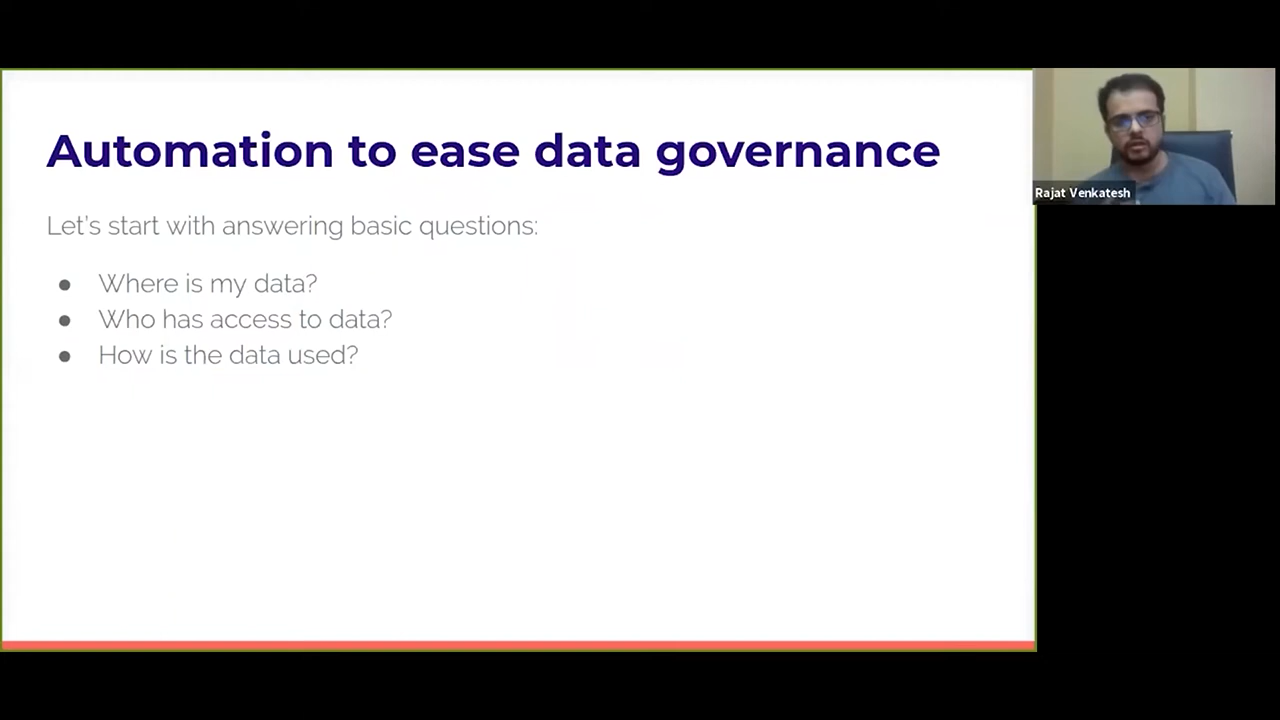 Automation to ease data governance
Let's start with answering basic questions:
● Where is my data?
● Who has access to data?
● How is the data used?
Rajat Venkatesh